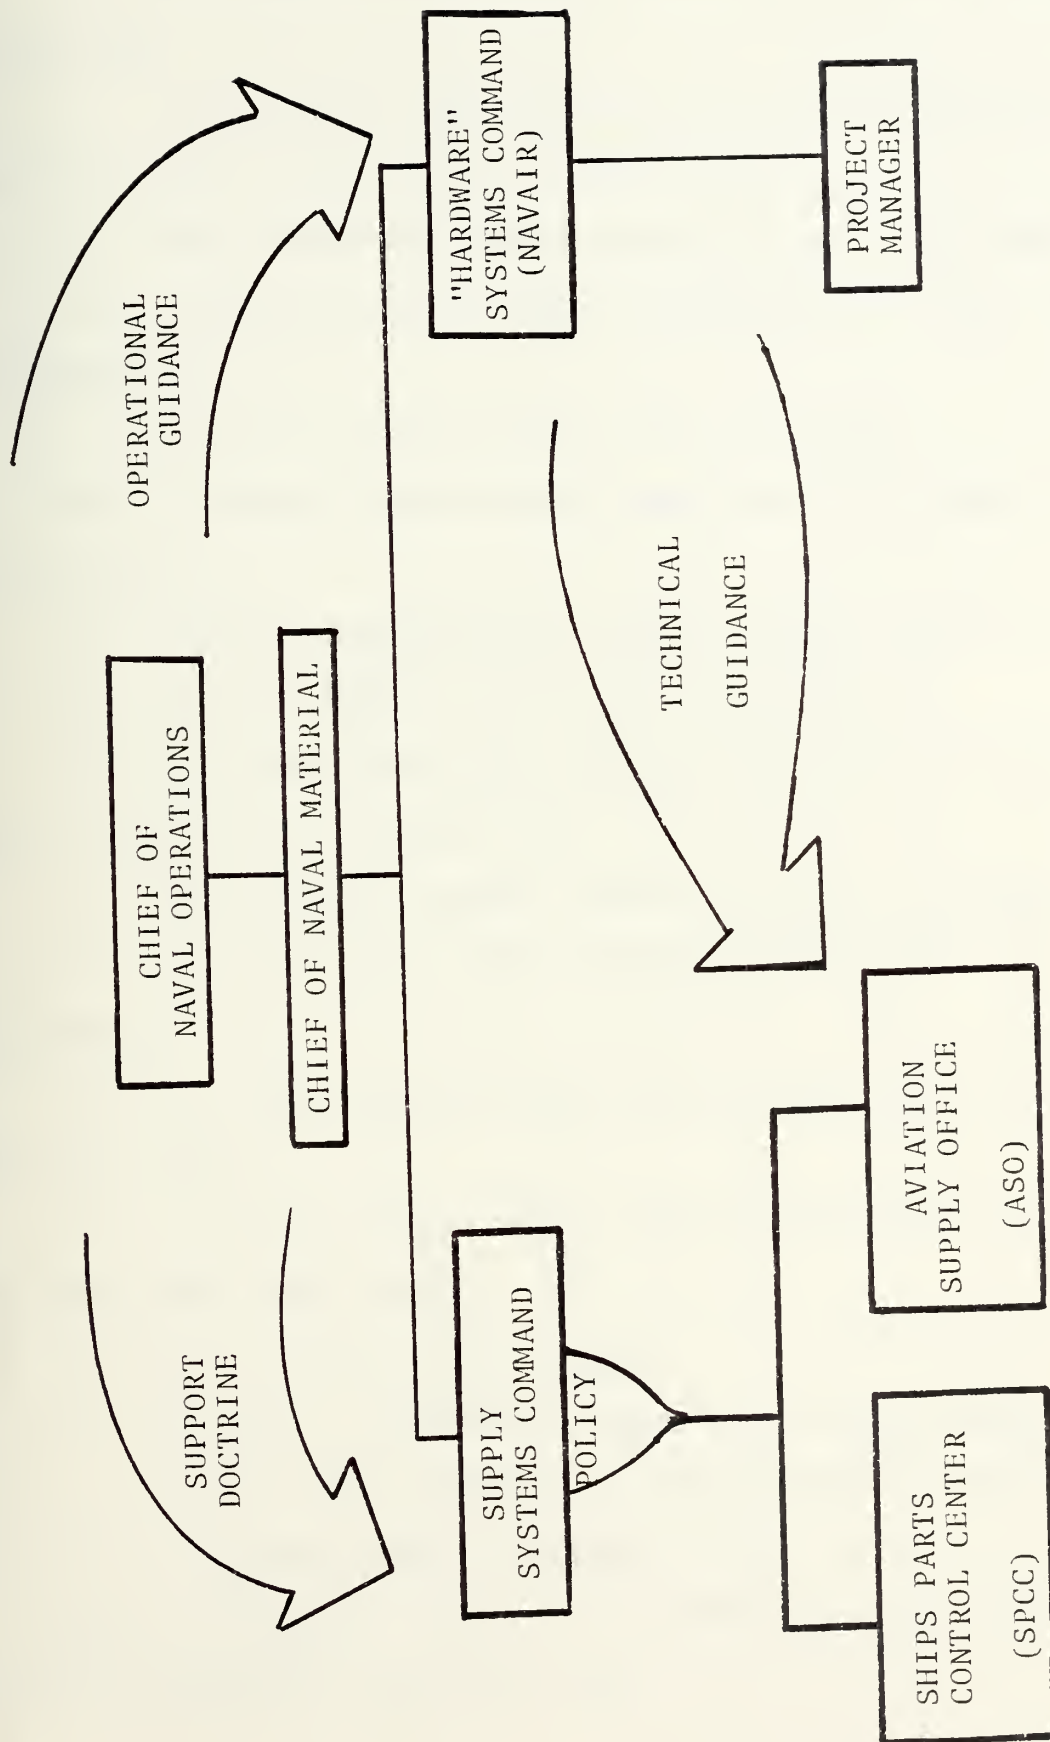 CHIEF OF
NAVAL OPERATIONS
CHIEF OF NAVAL MATERIAL
SUPPORT
DOCTRINE
OPERATIONAL
GUIDANCE
SUPPLY
SYSTEMS COMMAND
POLICY
"HARDWARE"
SYSTEMS COMMAND
(NAVAIR)
TECHNICAL
GUIDANCE
PROJECT
MANAGER
SHIPS PARTS
CONTROL CENTER
(SPCC)
AVIATION
SUPPLY OFFICE
(ASO)